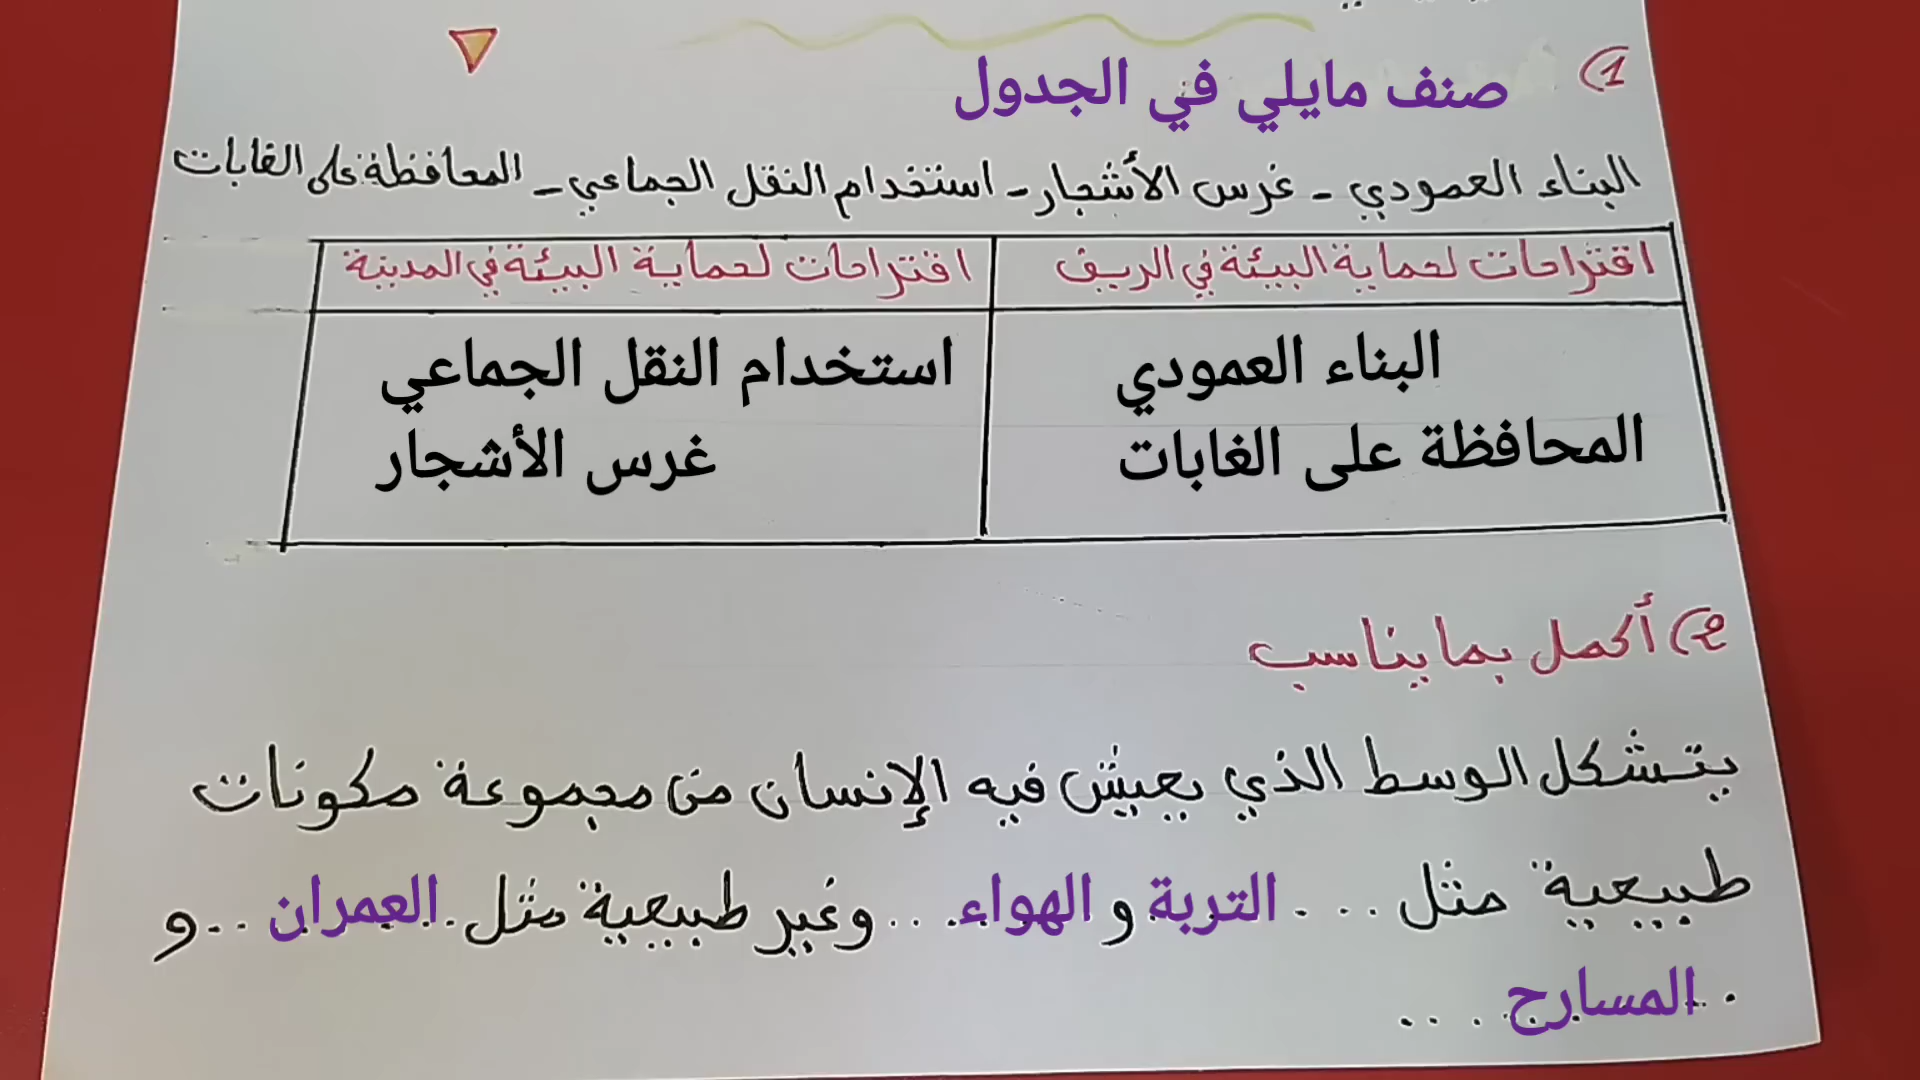 1) صنف مايلي في الجدول
البناء العمودي - غرس الأشجار - استخدام النقل الجماعي - المحافظة على الغابات
اقتراحات لحماية البيئة في الريف
اقتراحات لحماية البيئة في المدينة
البناء العمودي
المحافظة على الغابات
استخدام النقل الجماعي
غرس الأشجار
2) أكمل بما يناسب
يتشكل الوسط الذي يعيش فيه الإنسان من مجموعة مكونات
طبيعية مثل ... التربة و الهواء ... وغير طبيعية مثل .. العمران ... و
.. المسارح ....